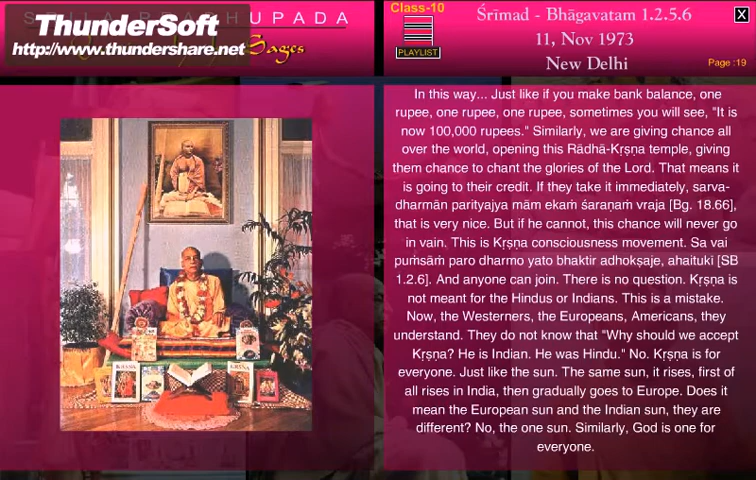 SRILA PRABHUPADA
ThunderSoft
http://www.thundershare.net
Sages
Class-10
PLAYLIST
Śrīmad - Bhāgavatam 1.2.5.6
11, Nov 1973
New Delhi
X
Page :19
In this way... Just like if you make bank balance, one
rupee, one rupee, one rupee, sometimes you will see, "It is
now 100,000 rupees." Similarly, we are giving chance all
over the world, opening this Rādhā-Kṛṣṇa temple, giving
them chance to chant the glories of the Lord. That means it
is going to their credit. If they take it immediately, sarva-
dharmān parityajya mām ekaṁ śaraṇaṁ vraja [Bg. 18.66],
that is very nice. But if he cannot, this chance will never go
in vain. This is Kṛṣṇa consciousness movement. Sa vai
puṁsāṁ paro dharmo yato bhaktir adhokṣaje, ahaituki [SB
1.2.6]. And anyone can join. There is no question. Kṛṣṇa is
not meant for the Hindus or Indians. This is a mistake.
Now, the Westerners, the Europeans, Americans, they
understand. They do not know that "Why should we accept
Kṛṣṇa? He is Indian. He was Hindu." No. Kṛṣṇa is for
everyone. Just like the sun. The same sun, it rises, first of
all rises in India, then gradually goes to Europe. Does it
mean the European sun and the Indian sun, they are
different? No, the one sun. Similarly, God is one for
everyone.
KRSNA